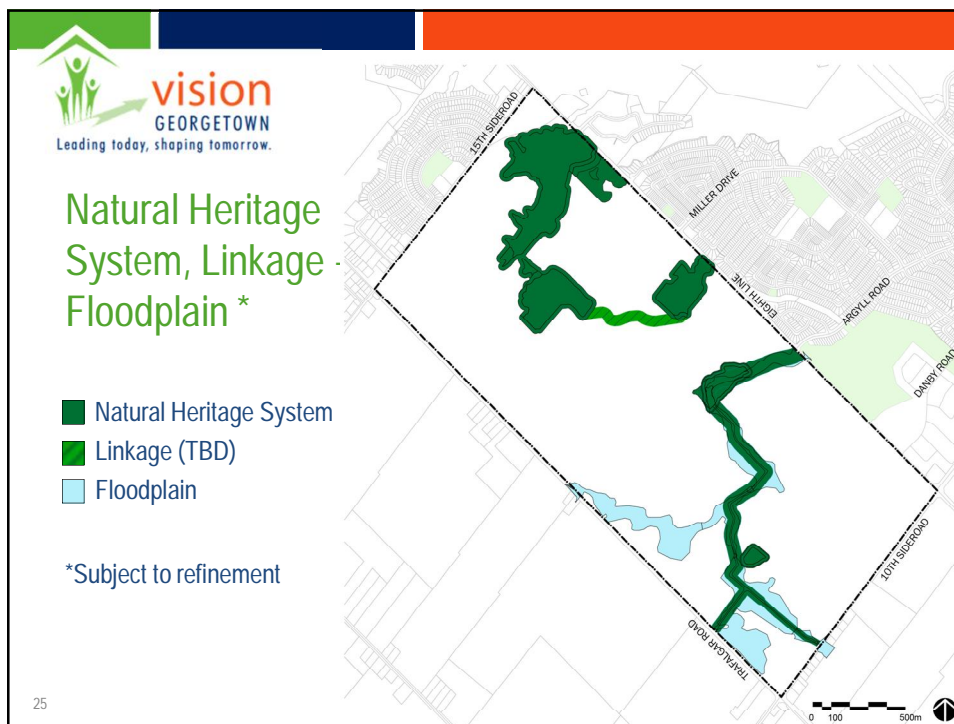 vision
GEORGETOWN
Leading today, shaping tomorrow.
Natural Heritage
System, Linkage -
Floodplain *
Natural Heritage System
Linkage (TBD)
Floodplain
*Subject to refinement
15TH SIDEROAD
MILLER DRIVE
EIGHTH LINE
ARGYLL ROAD
DANBY ROAD
10TH SIDEROAD
TRAFALGAR ROAD
0 100 500m
25